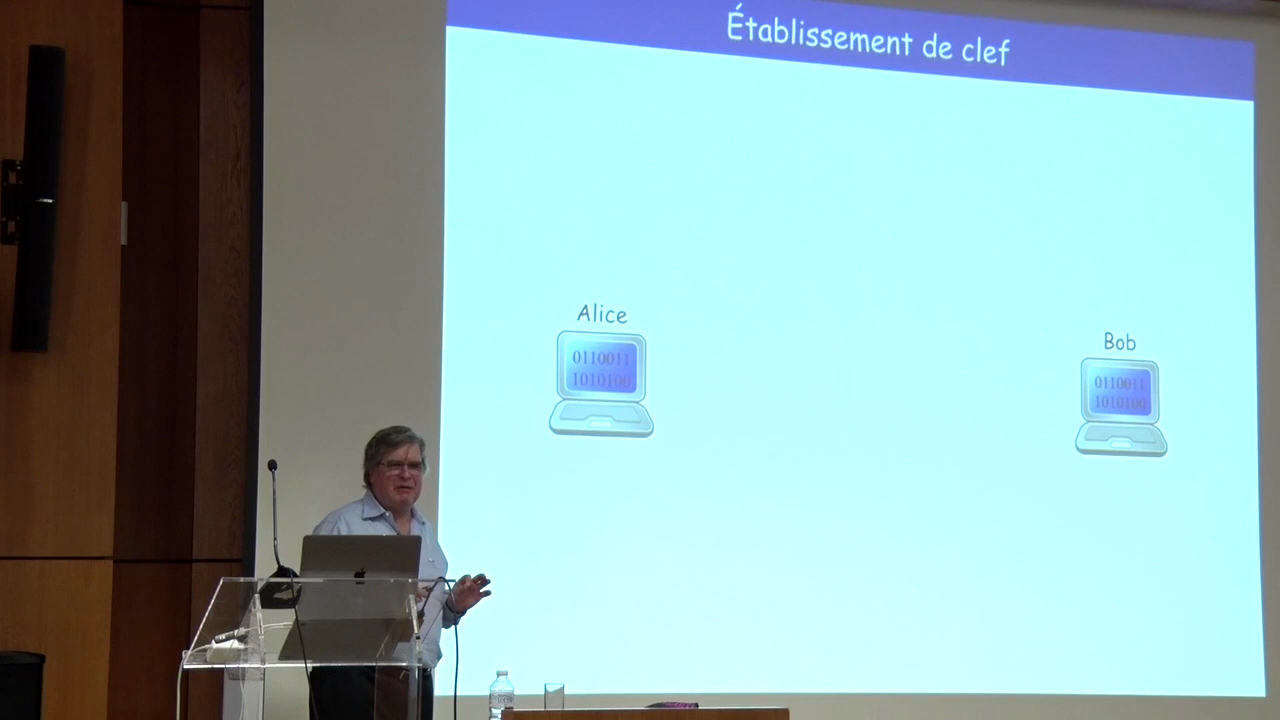 Établissement de clef
Alice
0110011
1010100
Bob
0110011
1010100